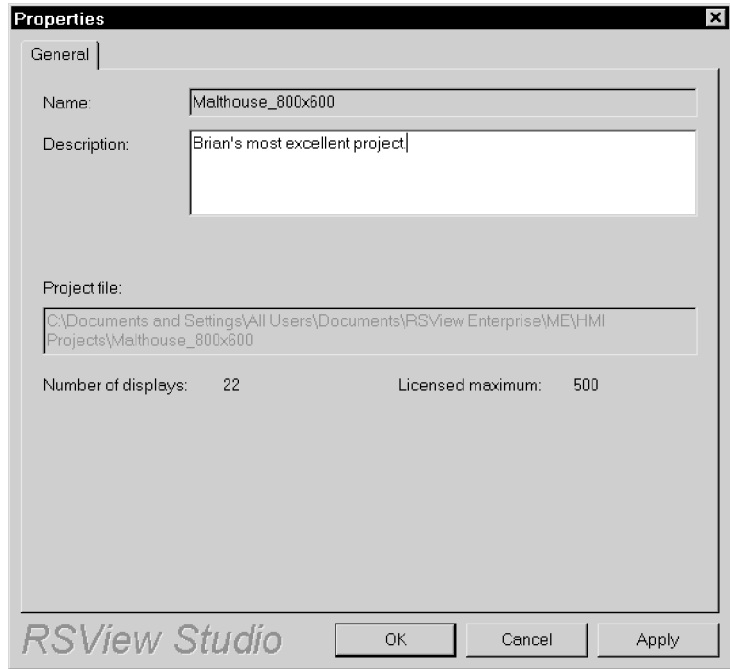 Properties
General
Name:
Malthouse_800x600
Description:
Brian's most excellent project.
Project file:
C:\Documents and Settings\All Users\Documents\RSView Enterprise\ME\HMI
Projects\Malthouse_800x600
Number of displays: 22 Licensed maximum: 500
RSView Studio OK Cancel Apply